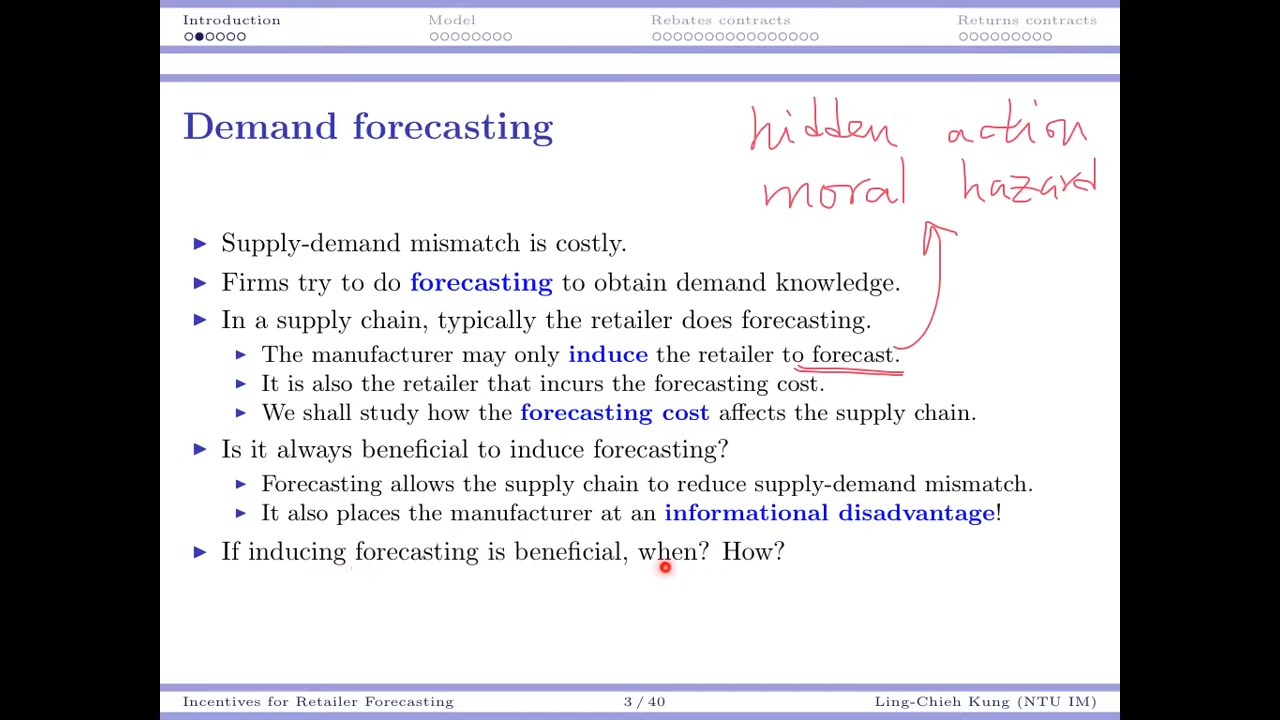 Introduction Model Rebates contracts Returns contracts
Demand forecasting
hidden action
moral hazard
Supply-demand mismatch is costly.
Firms try to do forecasting to obtain demand knowledge.
In a supply chain, typically the retailer does forecasting.
The manufacturer may only induce the retailer to forecast.
It is also the retailer that incurs the forecasting cost.
We shall study how the forecasting cost affects the supply chain.
Is it always beneficial to induce forecasting?
Forecasting allows the supply chain to reduce supply-demand mismatch.
It also places the manufacturer at an informational disadvantage!
If inducing forecasting is beneficial, when? How?
Incentives for Retailer Forecasting 3 / 40 Ling-Chieh Kung (NTU IM)